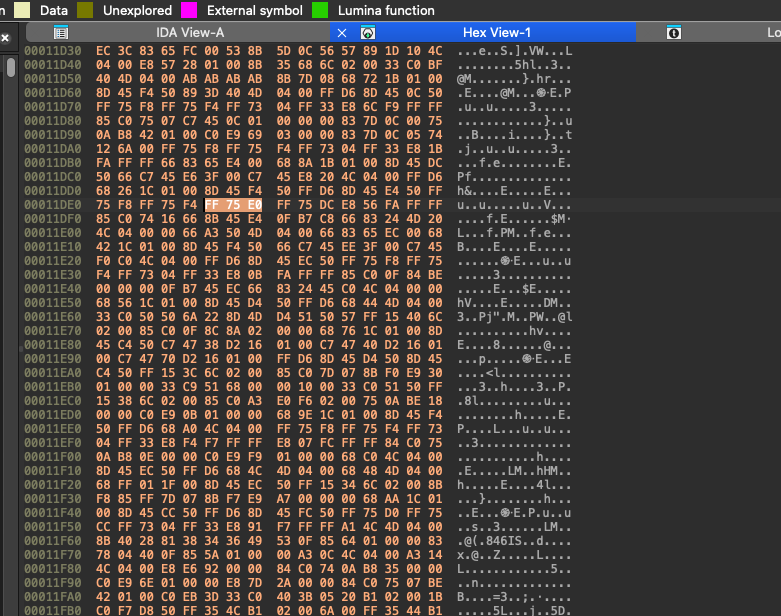 n Data Unexplored External symbol Lumina function
IDA View-A Hex View-1 Lo
00011D30 EC 3C 83 65 FC 00 53 8B 5D 0C 56 57 89 1D 10 4C ...e..S.].VW...L
00011D40 04 00 E8 57 28 01 00 8B 35 68 6C 02 00 33 C0 BF
00011D50 40 4D 04 00 AB AB AB AB 8B 7D 08 68 72 1B 01 00
00011D60 8D 45 F4 50 89 3D 40 4D 04 00 FF D6 8D 45 0C 50
00011D70 FF 75 F8 FF 75 F4 FF 73 04 FF 33 E8 6C F9 FF FF
00011D80 85 C0 75 07 C7 45 0C 01 00 00 00 83 7D 0C 00 75
00011D90 0A B8 42 01 00 C0 E9 69 03 00 00 83 7D 0C 05 74
00011DA0 12 6A 00 FF 75 F8 FF 75 F4 FF 73 04 FF 33 E8 1B
00011DB0 FA FF FF 66 83 65 E4 00 68 8A 1B 01 00 8D 45 DC
00011DC0 50 66 C7 45 E6 3F 00 C7 45 E8 20 4C 04 00 FF D6
00011DD0 68 26 1C 01 00 8D 45 F4 50 FF D6 8D 45 E4 50 FF
00011DE0 75 F8 FF 75 F4 FF 75 E0 FF 75 DC E8 56 FA FF FF
00011DF0 85 C0 74 16 66 8B 45 E4 0F B7 C8 66 83 24 4D 20
00011E00 4C 04 00 00 66 A3 50 4D 04 00 66 83 65 EC 00 68
00011E10 42 1C 01 00 8D 45 F4 50 66 C7 45 EE 3F 00 C7 45
00011E20 F0 C0 4C 04 00 FF D6 8D 45 EC 50 FF 75 F8 FF 75
00011E30 F4 FF 73 04 FF 33 E8 0B FA FF FF 85 C0 0F 84 BE
00011E40 00 00 00 0F B7 45 EC 66 83 24 45 C0 4C 04 00 00
00011E50 68 56 1C 01 00 8D 45 D4 50 FF D6 68 44 4D 04 00
00011E60 33 C0 50 50 6A 22 8D 4D D4 51 50 57 FF 15 40 6C
00011E70 02 00 85 C0 0F 8C 8A 02 00 00 68 76 1C 01 00 8D
00011E80 45 C4 50 C7 47 38 D2 16 01 00 C7 47 40 D2 16 01
00011E90 00 C7 47 70 D2 16 01 00 FF D6 8D 45 D4 50 8D 45
00011EA0 C4 50 FF 15 3C 6C 02 00 85 C0 7D 07 8B F0 E9 30
00011EB0 01 00 00 33 C9 51 68 00 00 10 00 33 C0 51 50 FF
00011EC0 15 38 6C 02 00 85 C0 A3 E0 F6 02 00 75 0A BE 18
00011ED0 00 00 C0 E9 0B 01 00 00 68 9E 1C 01 00 8D 45 F4
00011EE0 50 FF D6 68 A0 4C 04 00 FF 75 F8 FF 75 F4 FF 73
00011EF0 04 FF 33 E8 F4 F7 FF FF E8 07 FC FF FF 84 C0 75
00011F00 0A B8 0E 00 00 C0 E9 F9 01 00 00 68 C0 4C 04 00
00011F10 8D 45 EC 50 FF D6 68 4C 4D 04 00 68 48 4D 04 00
00011F20 68 FF 01 1F 00 8D 45 EC 50 FF 15 34 6C 02 00 8B
00011F30 F8 85 FF 7D 07 8B F7 E9 A7 00 00 00 68 AA 1C 01
00011F40 00 8D 45 CC 50 FF D6 8D 45 FC 50 FF 75 D0 FF 75
00011F50 CC FF 73 04 FF 33 E8 91 F7 FF FF A1 4C 4D 04 00
00011F60 8B 40 28 81 38 34 36 49 53 0F 85 64 01 00 00 83
00011F70 78 04 40 0F 85 5A 01 00 00 A3 0C 4C 04 00 A3 14
00011F80 4C 04 00 E8 E6 92 00 00 84 C0 74 0A B8 35 00 00
00011F90 C0 E9 6E 01 00 00 E8 7D 2A 00 00 84 C0 75 07 BE
00011FA0 42 01 00 C0 EB 3D 33 C0 40 3B 05 20 B1 02 00 1B
00011FB0 C0 F7 D8 50 FF 35 4C B1 02 00 6A 00 FF 35 44 B1